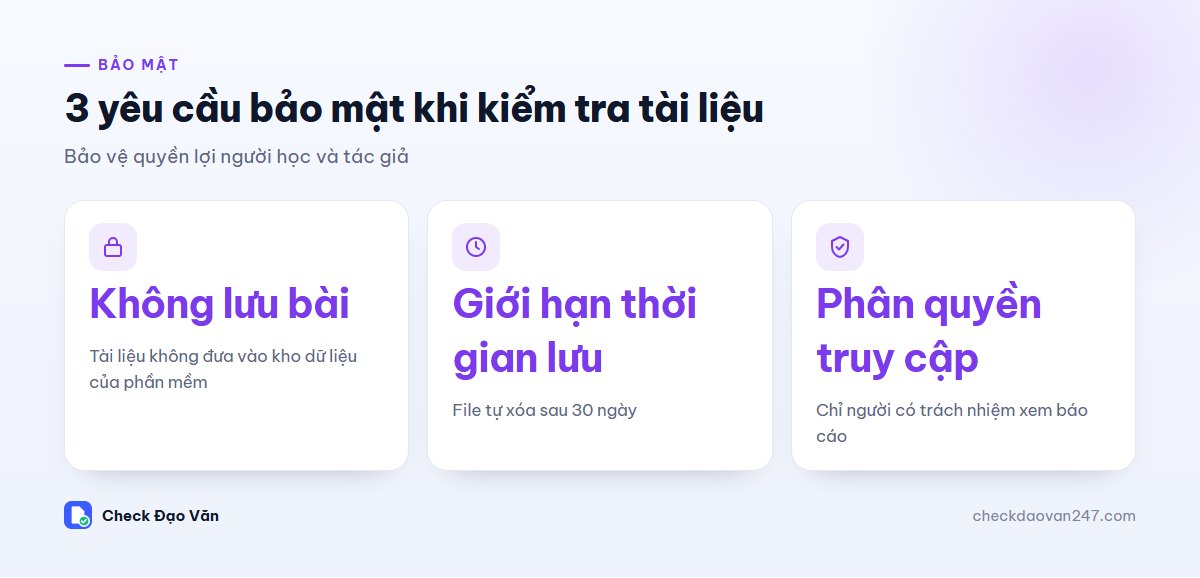 BẢO MẬT
3 yêu cầu bảo mật khi kiểm tra tài liệu
Bảo vệ quyền lợi người học và tác giả
Không lưu bài
Tài liệu không đưa vào kho dữ liệu
của phần mềm
Giới hạn thời
gian lưu
File tự xóa sau 30 ngày
Phân quyền
truy cập
Chỉ người có trách nhiệm xem báo
cáo
Check Đạo Văn
checkdaovan247.com